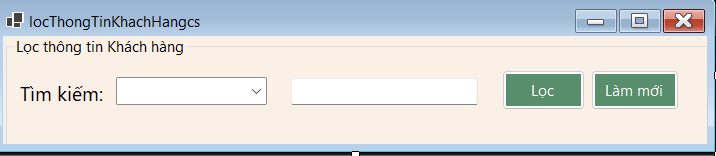 locThongTinKhachHangcs
Lọc thông tin Khách hàng
Tìm kiếm:
Lọc
Làm mới